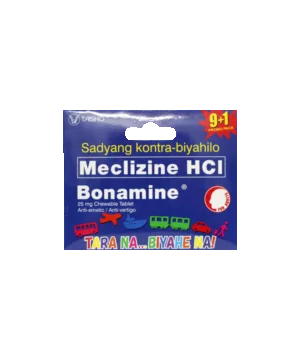 TAISHO
9+1
Sadyang kontra-biyahilo
Meclizine HCl
Bonamine®
25 mg Chewable Tablet
Anti-emetic / Anti-vertigo
TARA NA... BIYAHE NA!